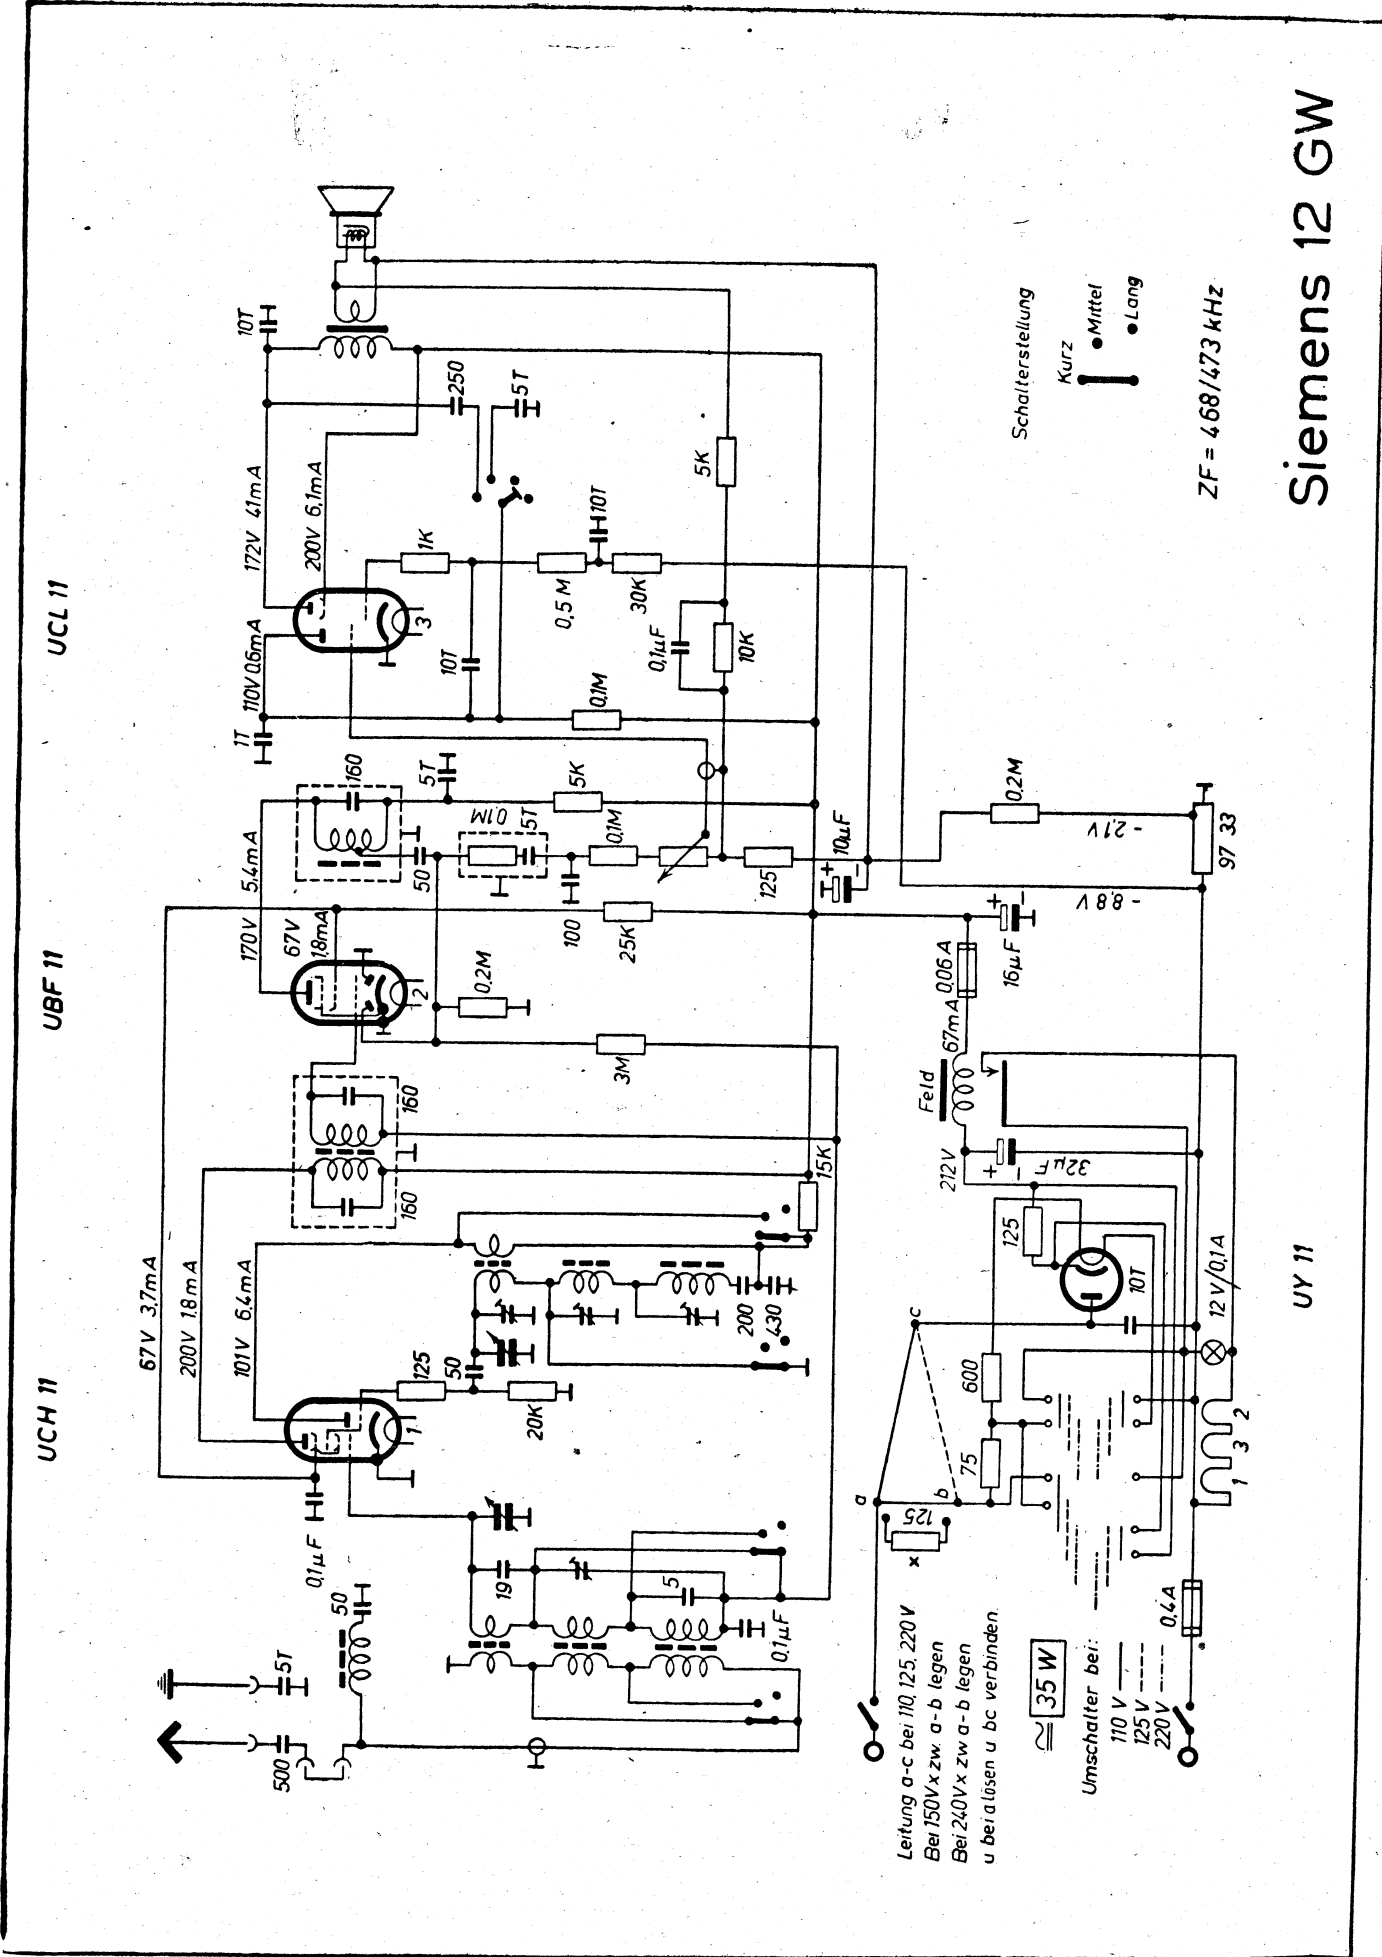 UCH 11
UBF 11
UCL 11
67V 3,7mA
200V 1,8mA
101V 6,4mA
170V 5,4mA
67V
1,8mA
110V 0,6mA
172V 41mA
200V 6,1mA
5T
500
50
0,1µF
1
125
50
20K
19
5
0,1µF
200
430
160
160
15K
2
0,2M
3M
160
50
0,1M
5T
100
0,1M
25K
125
5T
5K
1T
10T
3
1K
10T
0,1M
0,5M
10T
30K
0,1µF
10K
5K
250
5T
10T
10µF
+
-
0,2M
-2,1V
-8,8V
97 33
16µF
+
-
0,06A
67mA
Feld
212V
32µF
+
-
125
10T
12V/0,1A
600
75
a
b
c
x
125
1 3 2
0,4A
Leitung a-c bei 110, 125, 220V
Bei 150V x zw. a-b legen
Bei 240V x zw a-b legen
u bei a lösen u bc verbinden
35 W
Umschalter bei:
110 V
125 V
220 V
UY 11
Schalterstellung
Kurz
Mittel
Lang
ZF = 468/473 kHz
Siemens 12 GW